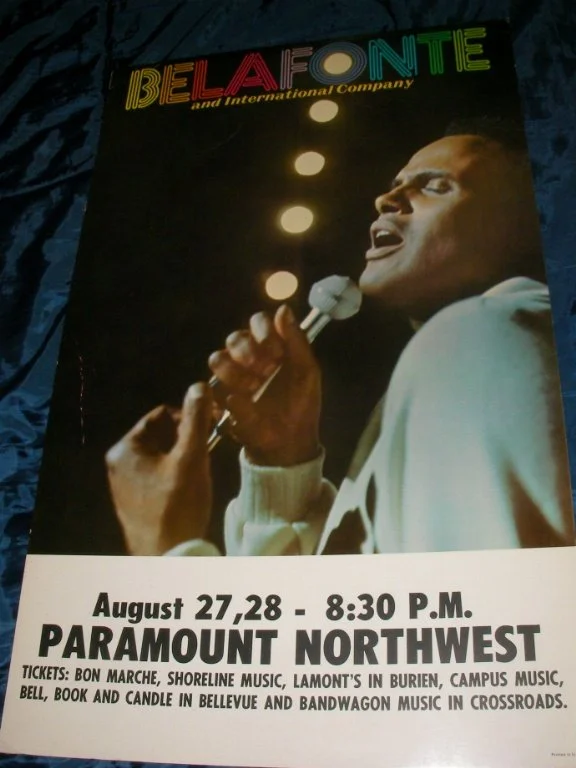 BELAFONTE
and International Company
August 27,28 - 8:30 P.M.
PARAMOUNT NORTHWEST
TICKETS: BON MARCHE, SHORELINE MUSIC, LAMONT'S IN BURIEN, CAMPUS MUSIC,
BELL, BOOK AND CANDLE IN BELLEVUE AND BANDWAGON MUSIC IN CROSSROADS.